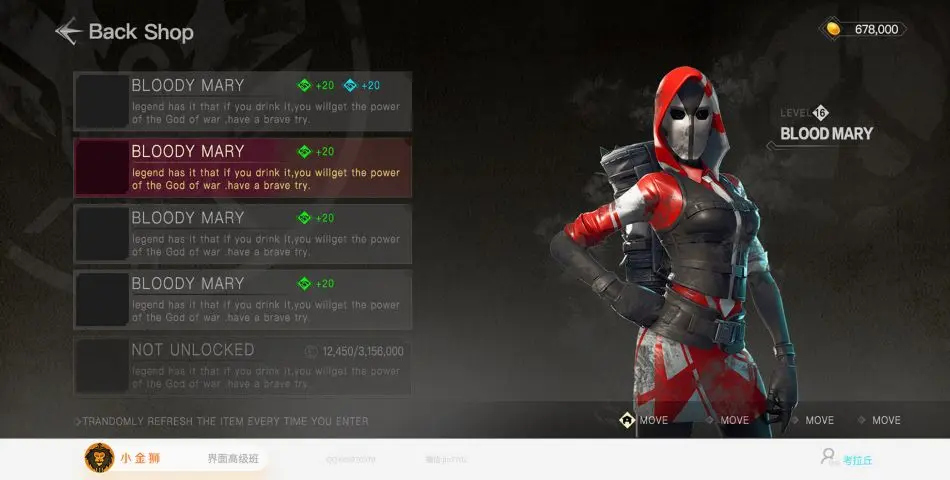 Back Shop
678,000
BLOODY MARY +20 +20
legend has it that if you drink it,you willget the power
of the God of war .have a brave try.
BLOODY MARY +20
legend has it that if you drink it,you willget the power
of the God of war .have a brave try.
BLOODY MARY +20
legend has it that if you drink it,you willget the power
of the God of war .have a brave try.
BLOODY MARY +20
legend has it that if you drink it,you willget the power
of the God of war .have a brave try.
NOT UNLOCKED 12,450/3,156,000
legend has it that if you drink it,you willget the power
of the God of war .have a brave try.
LEVEL 16
BLOOD MARY
TRANDOMLY REFRESH THE ITEM EVERY TIME YOU ENTER
MOVE MOVE MOVE MOVE
小金狮 界面高级班
考拉丘